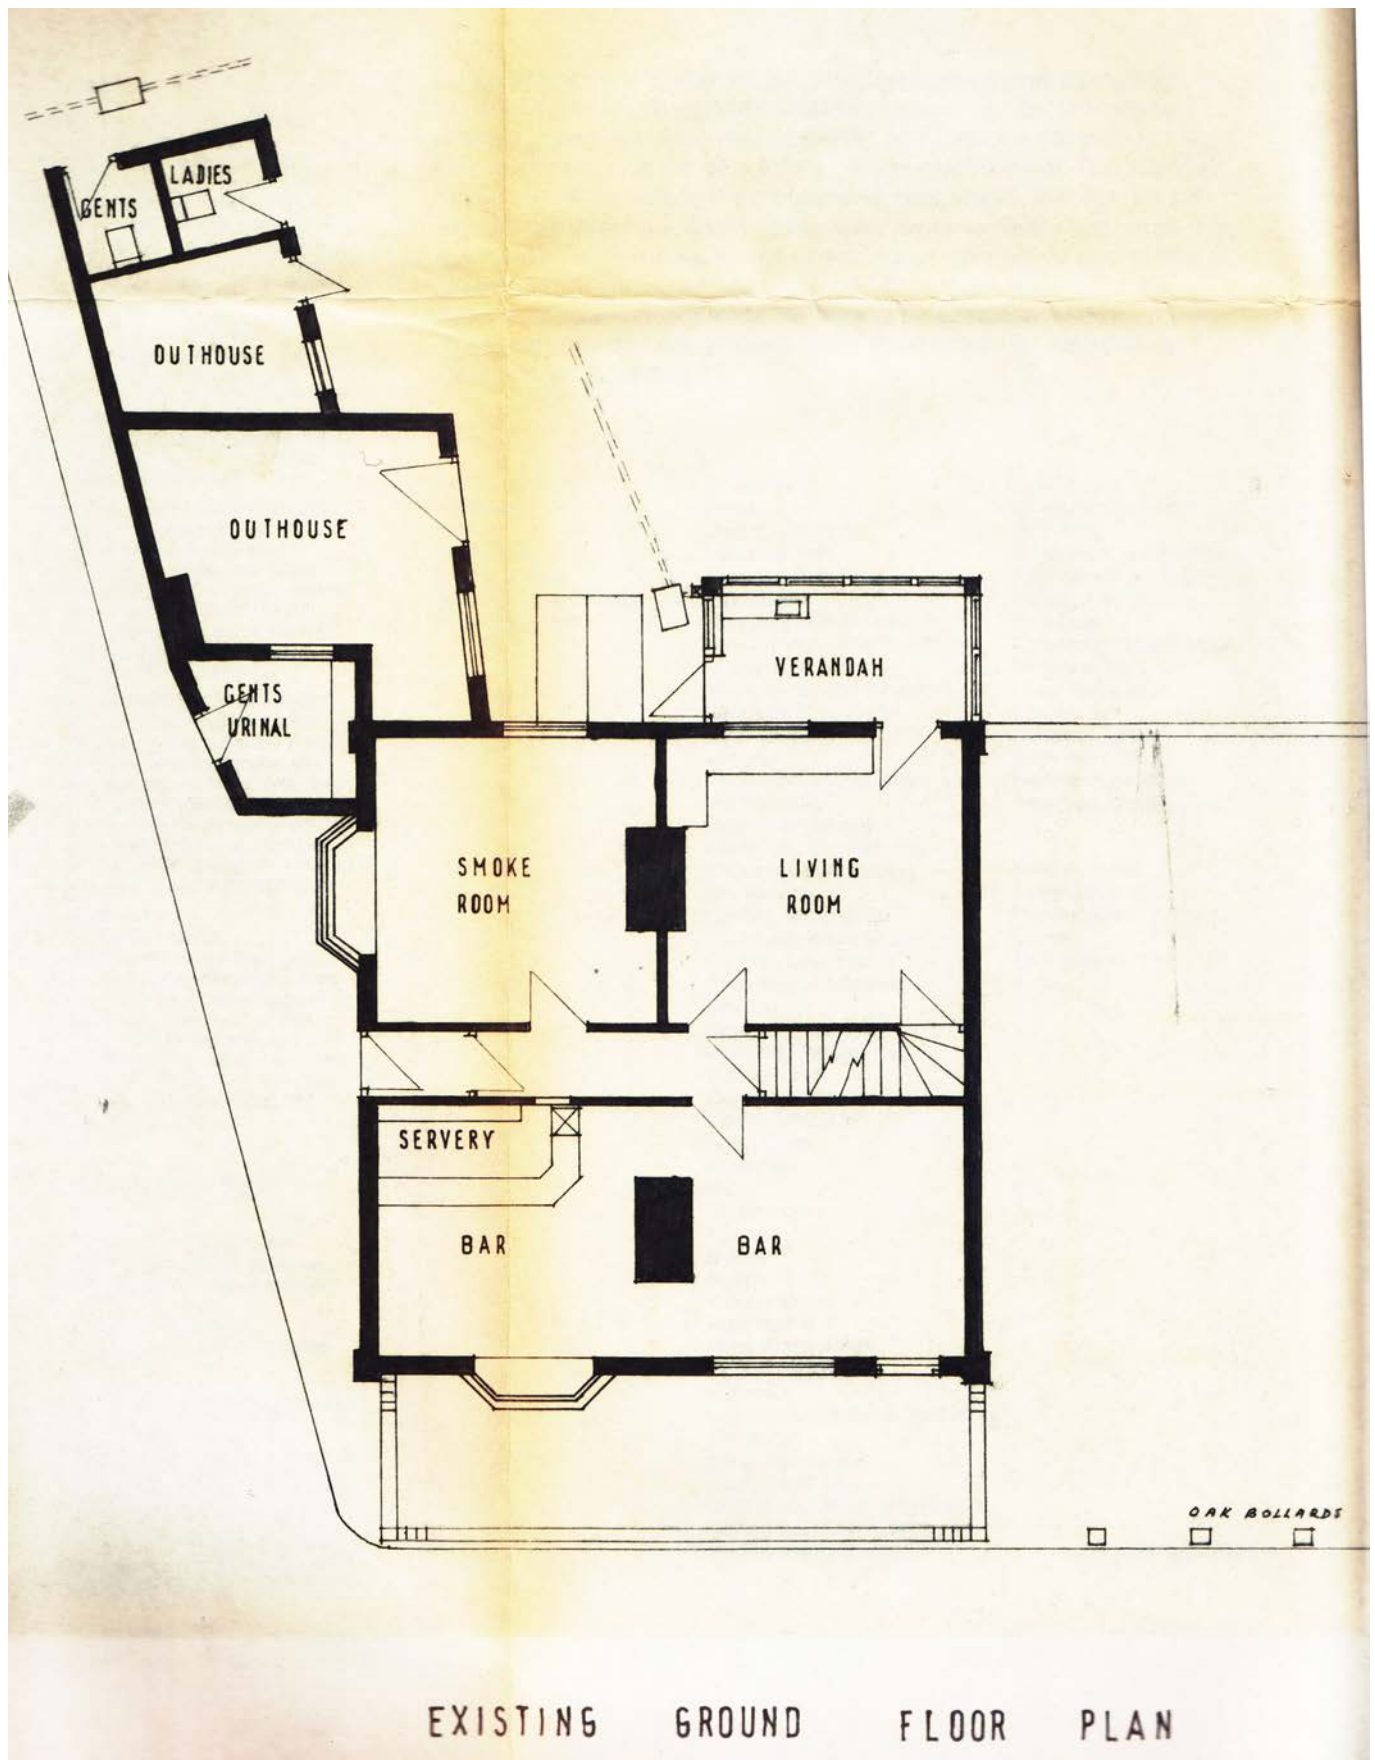 LADIES
GENTS
OUTHOUSE
OUTHOUSE
VERANDAH
GENTS
URINAL
SMOKE
ROOM
LIVING
ROOM
SERVERY
BAR
BAR
OAK BOLLARDS
EXISTING GROUND FLOOR PLAN